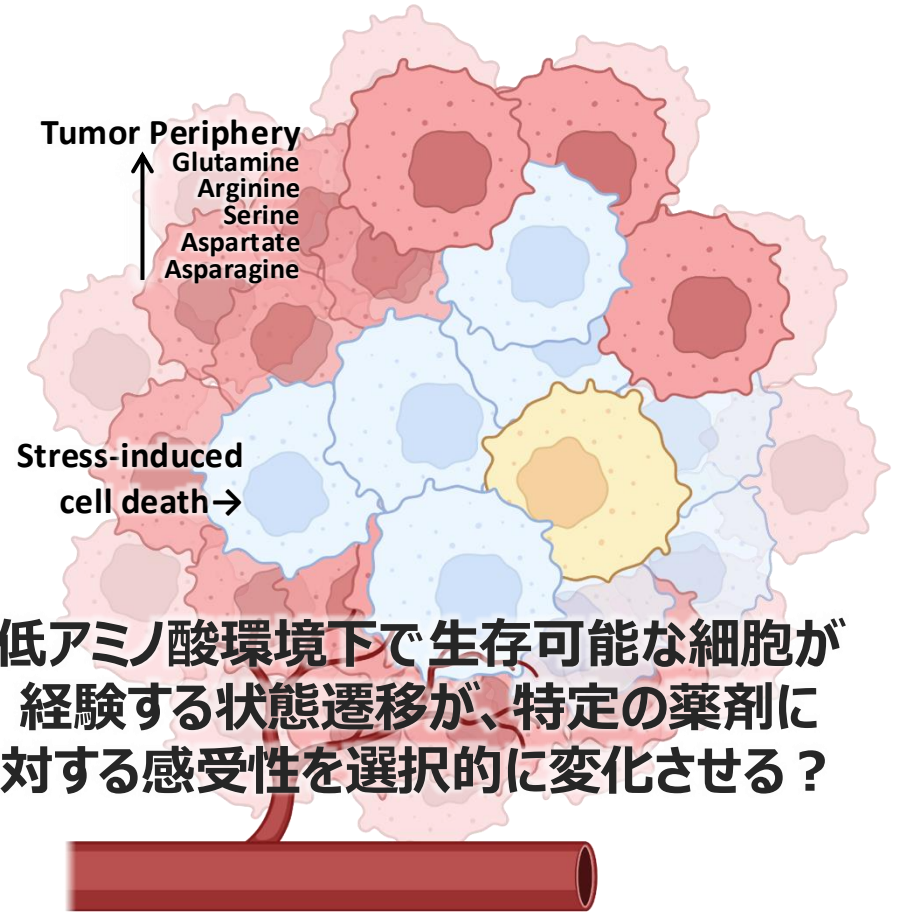 Tumor Periphery
Glutamine
Arginine
Serine
Aspartate
Asparagine
Stress-induced
cell death→
低アミノ酸環境下で生存可能な細胞が
経験する状態遷移が、特定の薬剤に
対する感受性を選択的に変化させる？